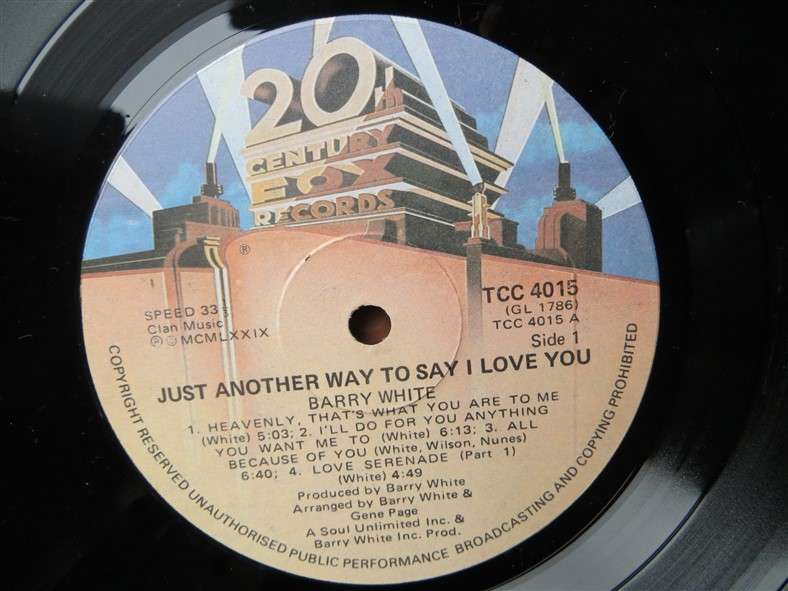 20th
CENTURY
FOX
RECORDS
®
SPEED 33 1/3
Clan Music
Ⓟ © MCMLXXIX
TCC 4015
(GL 1786)
TCC 4015 A
Side 1
JUST ANOTHER WAY TO SAY I LOVE YOU
BARRY WHITE
1. HEAVENLY, THAT'S WHAT YOU ARE TO ME
(White) 5:03; 2. I'LL DO FOR YOU ANYTHING
YOU WANT ME TO (White) 6:13; 3. ALL
BECAUSE OF YOU (White, Wilson, Nunes)
6:40; 4. LOVE SERENADE (Part 1)
(White) 4:49
Produced by Barry White
Arranged by Barry White &
Gene Page
A Soul Unlimited Inc. &
Barry White Inc. Prod.
COPYRIGHT RESERVED UNAUTHORISED PUBLIC PERFORMANCE BROADCASTING AND COPYING PROHIBITED